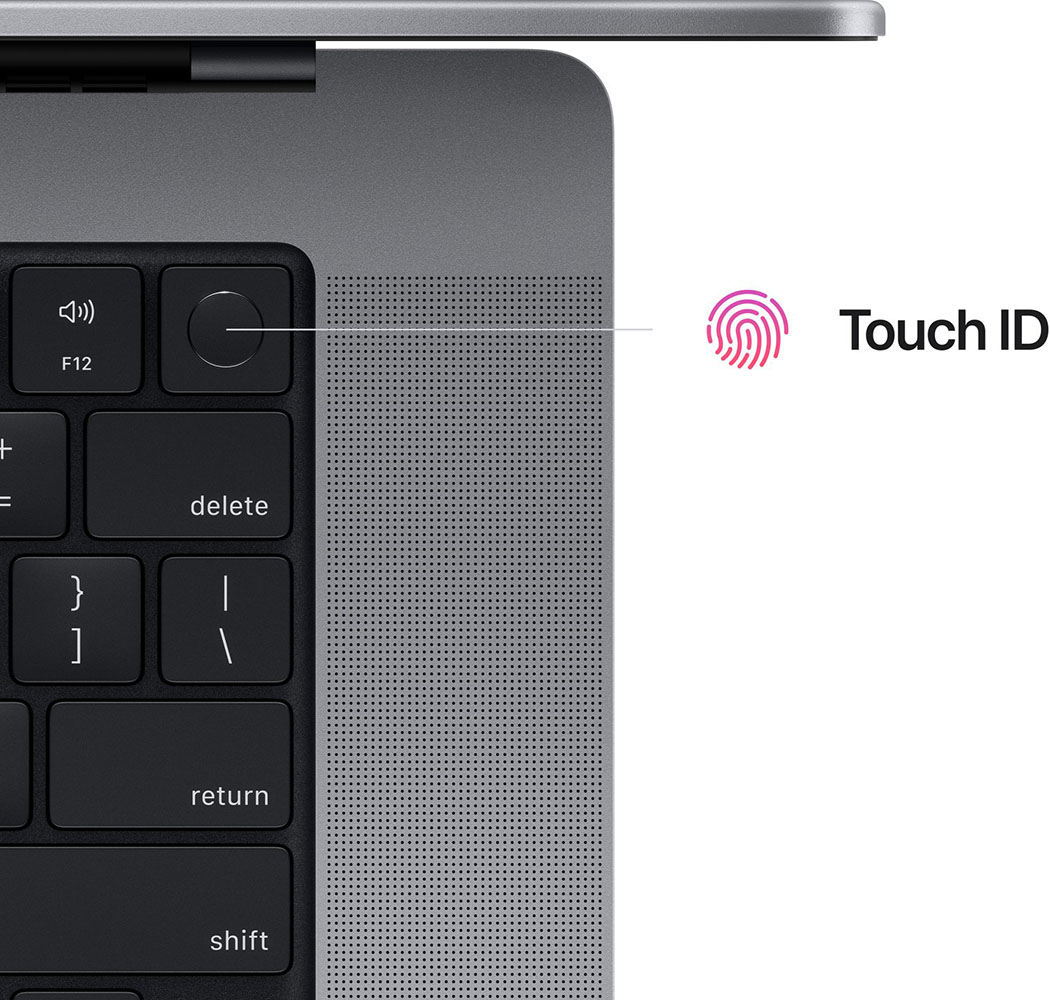 Touch ID
F12
+
=
delete
}
]
|
\
return
shift